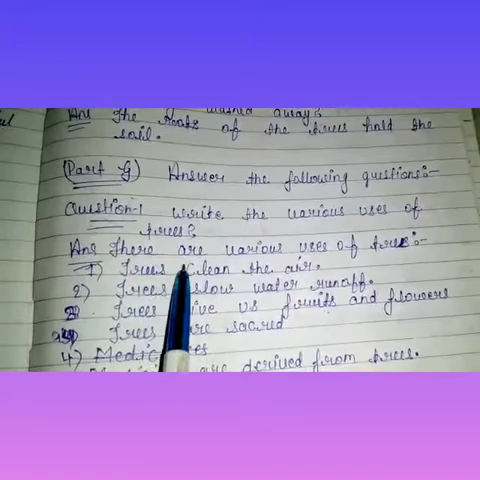 washed away?
Ans The roots of the trees hold the
soil.
(Part G) Answer the following questions:-
Question-1 Write the various uses of
trees?
Ans There are various uses of trees:-
1) Trees Clean the air.
2) Trees slow water runoff.
Trees give us fruits and flowers
Trees are sacred
4) Medicines
are derived from trees.